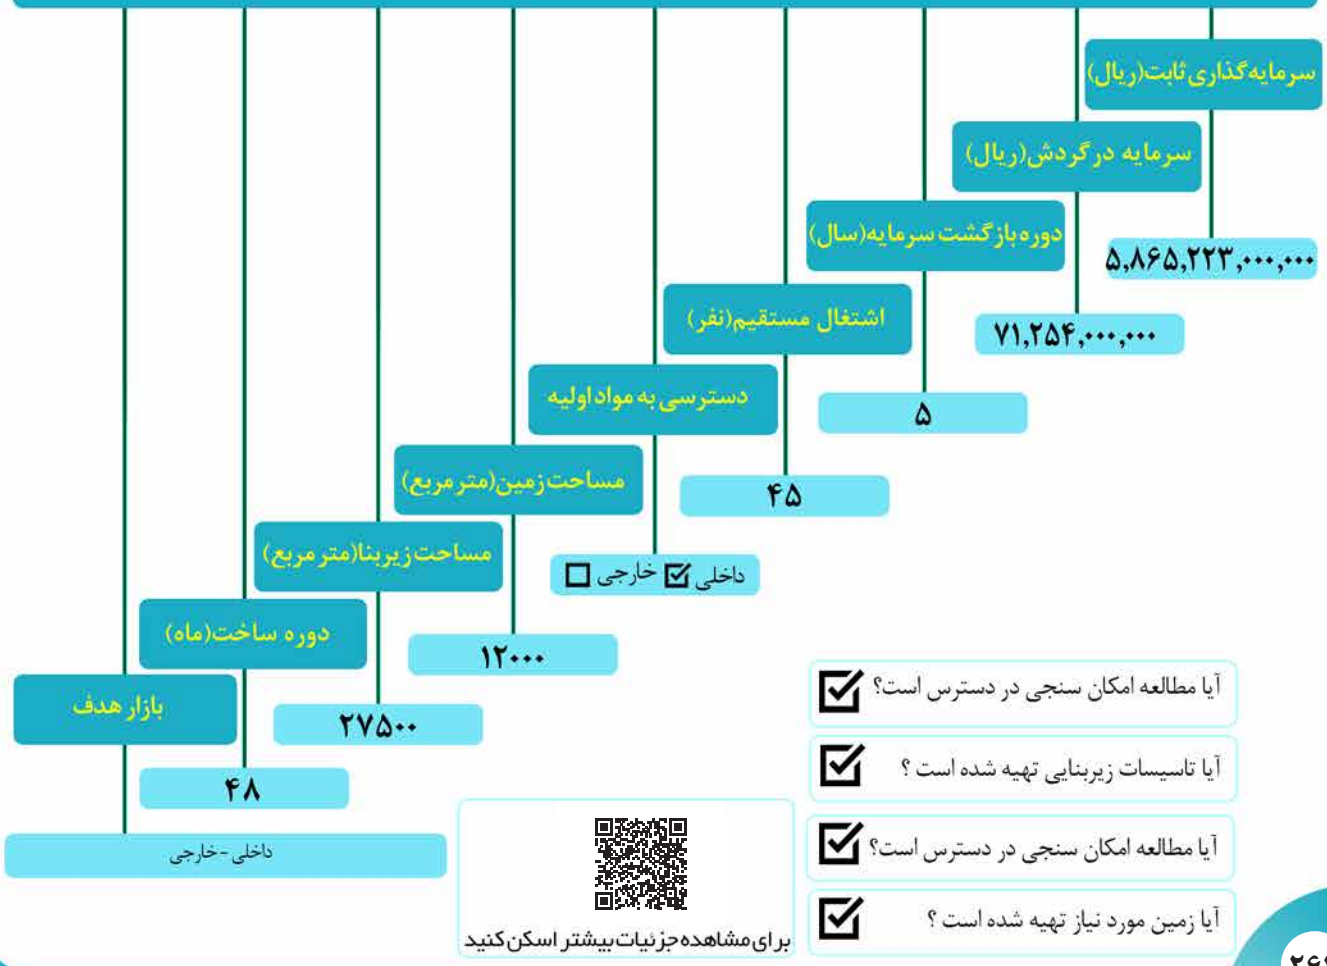 سرمایه‌گذاری ثابت(ریال)
۵,۸۶۵,۲۲۳,۰۰۰,۰۰۰
سرمایه در گردش(ریال)
۷۱,۲۵۴,۰۰۰,۰۰۰
دوره بازگشت سرمایه(سال)
۵
اشتغال مستقیم(نفر)
۴۵
دسترسی به مواد اولیه
داخلی ☑ خارجی ☐
مساحت زمین(متر مربع)
۱۲۰۰۰
مساحت زیربنا(متر مربع)
۲۷۵۰۰
دوره ساخت(ماه)
۴۸
بازار هدف
داخلی - خارجی
آیا مطالعه امکان سنجی در دسترس است؟ ☑
آیا تاسیسات زیربنایی تهیه شده است ؟ ☑
آیا مطالعه امکان سنجی در دسترس است؟ ☑
آیا زمین مورد نیاز تهیه شده است ؟ ☑
برای مشاهده جزئیات بیشتر اسکن کنید